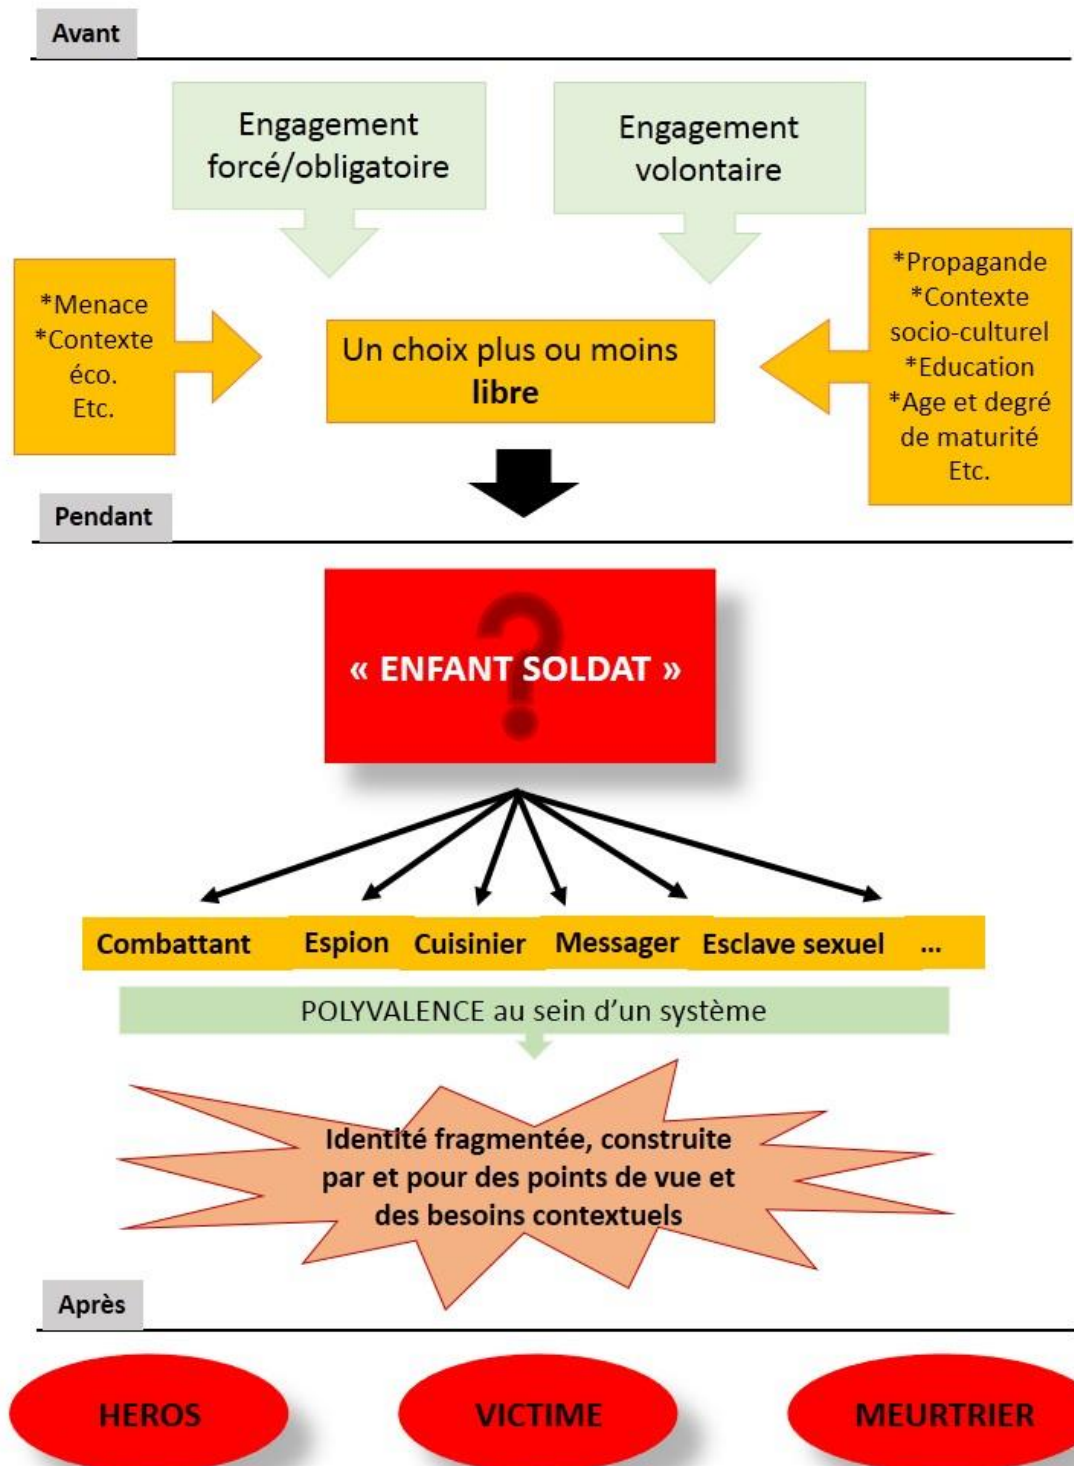 Avant
Engagement
forcé/obligatoire
Engagement
volontaire
*Menace
*Contexte
éco.
Etc.
Un choix plus ou moins
libre
*Propagande
*Contexte
socio-culturel
*Education
*Age et degré
de maturité
Etc.
Pendant
?
« ENFANT SOLDAT »
Combattant
Espion
Cuisinier
Messager
Esclave sexuel
...
POLYVALENCE au sein d'un système
Identité fragmentée, construite
par et pour des points de vue et
des besoins contextuels
Après
HEROS
VICTIME
MEURTRIER